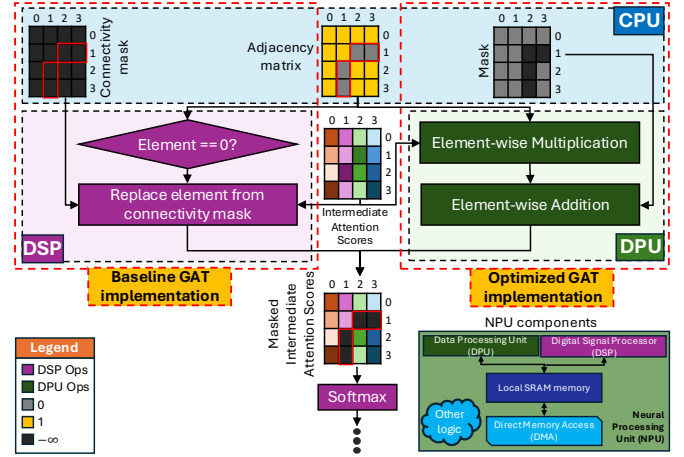 0 1 2 3
0
1
2
3
Connectivity
mask
Adjacency
matrix
0 1 2 3
0
1
2
3
Mask
0 1 2 3
0
1
2
3
CPU
Element ==0?
Replace element from
connectivity mask
DSP
0 1 2 3
0
1
2
3
Intermediate
Attention
Scores
Element-wise Multiplication
Element-wise Addition
DPU
Baseline GAT
implementation
Optimized GAT
implementation
Masked
Intermediate
Attention Scores
0 1 2 3
0
1
2
3
Softmax
Legend
DSP Ops
DPU Ops
0
1
−∞
NPU components
Data Processing Unit
(DPU)
Digital Signal Processor
(DSP)
Local SRAM memory
Other
logic
Direct Memory Access
(DMA)
Neural
Processing
Unit (NPU)